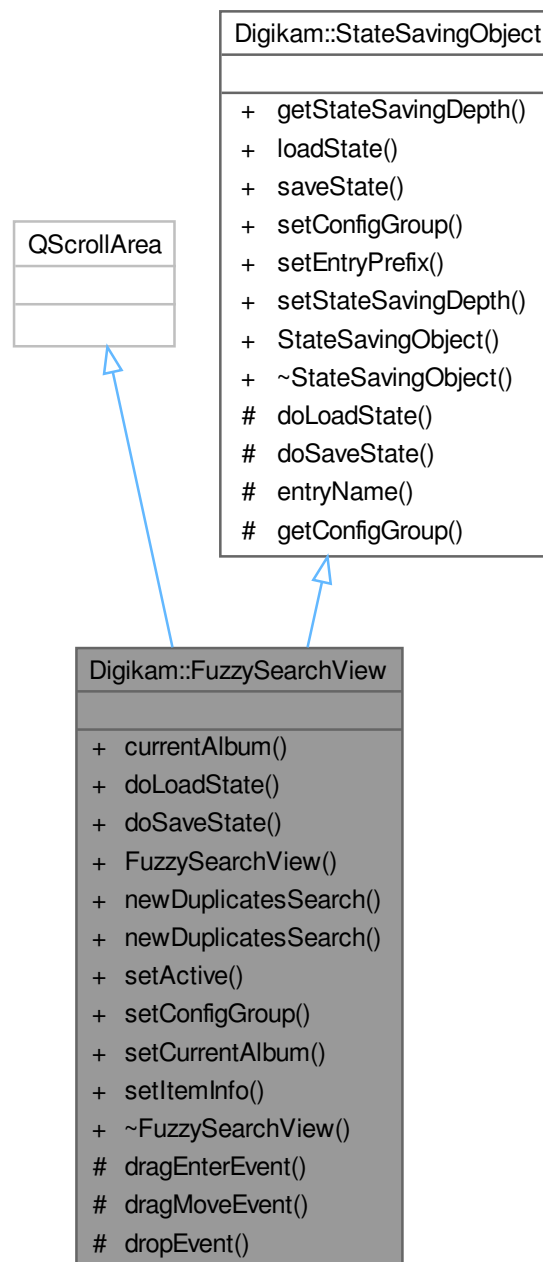 Digikam::StateSavingObject
+ getStateSavingDepth()
+ loadState()
+ saveState()
+ setConfigGroup()
+ setEntryPrefix()
+ setStateSavingDepth()
+ StateSavingObject()
+ ~StateSavingObject()
# doLoadState()
# doSaveState()
# entryName()
# getConfigGroup()
QScrollArea
Digikam::FuzzySearchView
+ currentAlbum()
+ doLoadState()
+ doSaveState()
+ FuzzySearchView()
+ newDuplicatesSearch()
+ newDuplicatesSearch()
+ setActive()
+ setConfigGroup()
+ setCurrentAlbum()
+ setItemInfo()
+ ~FuzzySearchView()
# dragEnterEvent()
# dragMoveEvent()
# dropEvent()